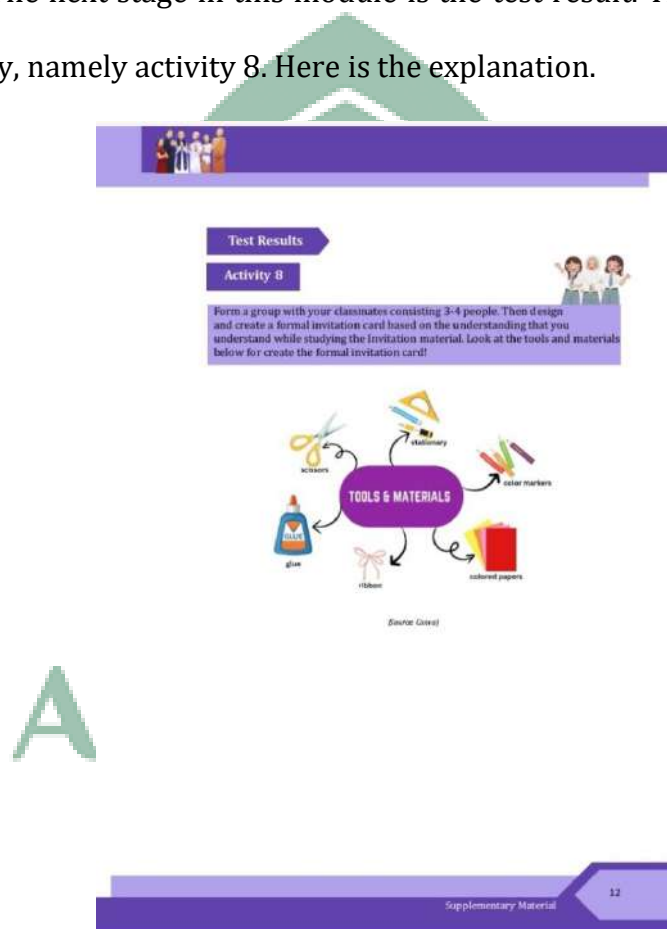 he next stage in this module is the test result. T
y, namely activity 8. Here is the explanation.
Test Results
Activity 8
Form a group with your classmates consisting 3-4 people. Then design
and create a formal invitation card based on the understanding that you
understand while studying the Invitation material. Look at the tools and materials
below for create the formal invitation card!
stationary
scissors
color markers
TOOLS & MATERIALS
GLUE
glue
ribbon
colored papers
(Source Canva)
A
12
Supplementary Material